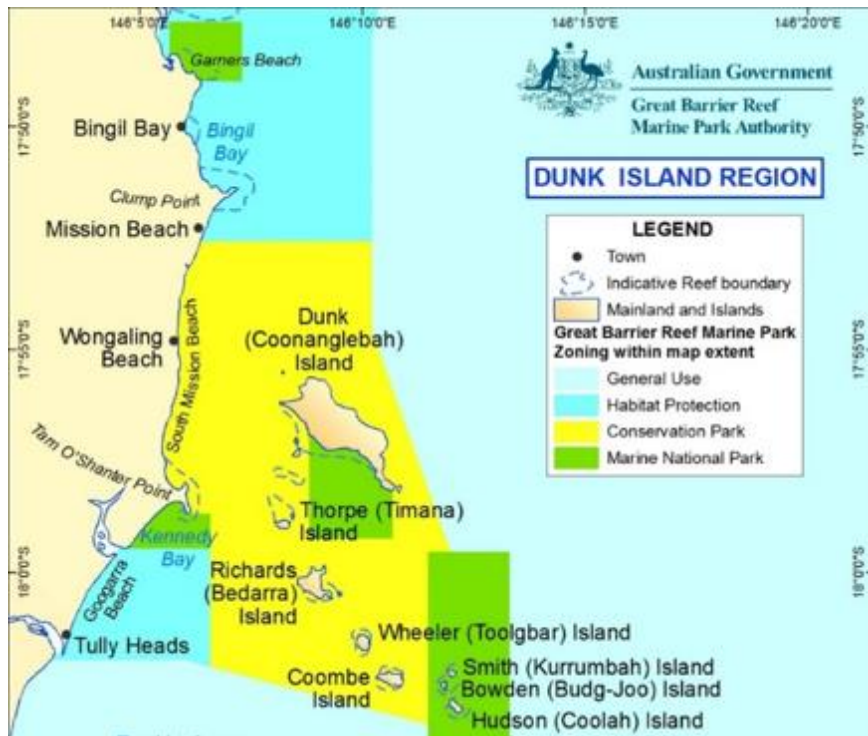 146°5'0"E
146°10'0"E
146°15'0"E
146°20'0"E
Garners Beach
Bingil Bay
Bingil
Bay
Clump Point
Mission Beach
Wongaling
Beach
South Mission Beach
Dunk
(Coonanglebah)
Island
Tam O'Shanter Point
Thorpe (Timana)
Island
Kennedy
Bay
Googarra
Beach
Richards
(Bedarra)
Island
Tully Heads
Wheeler (Toolgbar) Island
Coombe
Island
Smith (Kurrumbah) Island
Bowden (Budg-Joo) Island
Hudson (Coolah) Island
17°50'0"S
17°55'0"S
18°0'0"S
Australian Government
Great Barrier Reef
Marine Park Authority
DUNK ISLAND REGION
LEGEND
Town
Indicative Reef boundary
Mainland and Islands
Great Barrier Reef Marine Park
Zoning within map extent
General Use
Habitat Protection
Conservation Park
Marine National Park
17°50'0"S
17°55'0"S
18°0'0"S